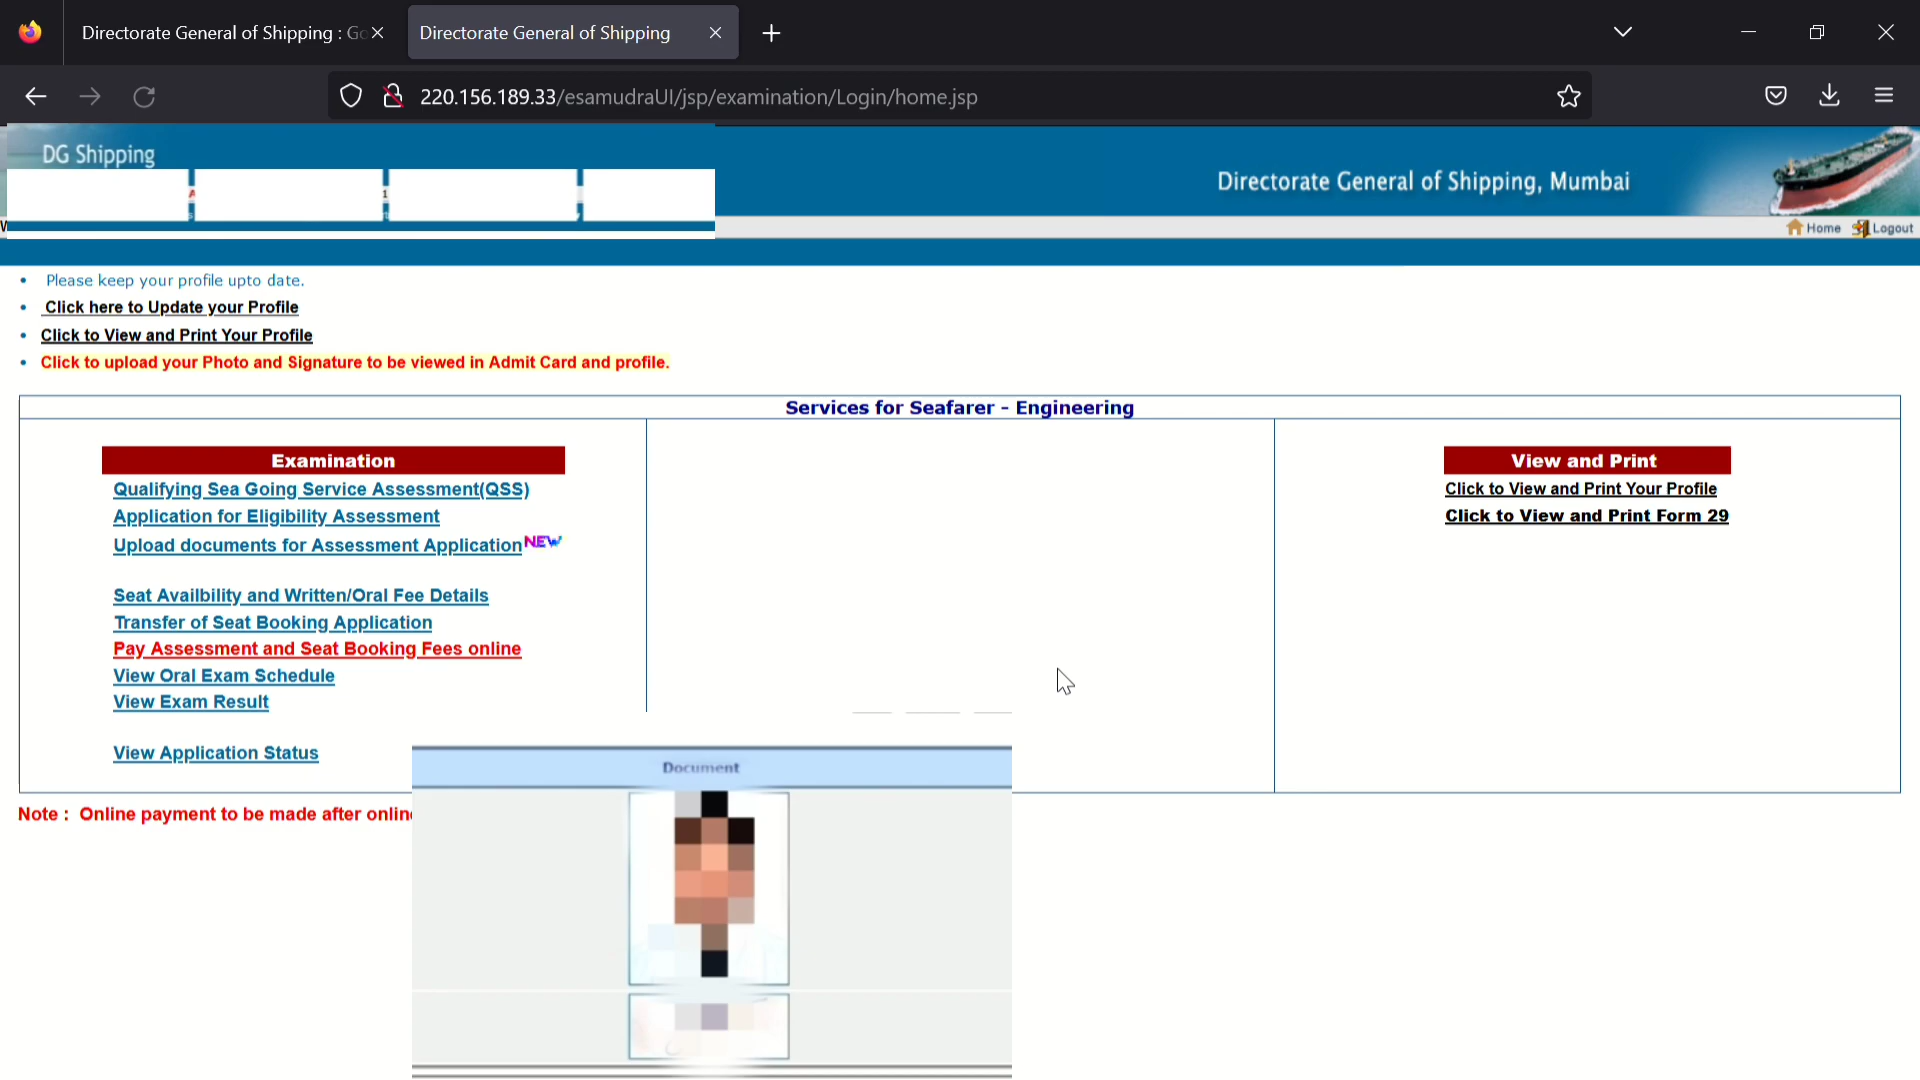 Directorate General of Shipping : Go
Directorate General of Shipping
220.156.189.33/esamudraUI/jsp/examination/Login/home.jsp
DG Shipping
Directorate General of Shipping, Mumbai
Home Logout
Please keep your profile upto date.
Click here to Update your Profile
Click to View and Print Your Profile
Click to upload your Photo and Signature to be viewed in Admit Card and profile.
Services for Seafarer - Engineering
Examination
Qualifying Sea Going Service Assessment(QSS)
Application for Eligibility Assessment
Upload documents for Assessment Application NEW
Seat Availbility and Written/Oral Fee Details
Transfer of Seat Booking Application
Pay Assessment and Seat Booking Fees online
View Oral Exam Schedule
View Exam Result
View Application Status
View and Print
Click to View and Print Your Profile
Click to View and Print Form 29
Note : Online payment to be made after onlin
Document